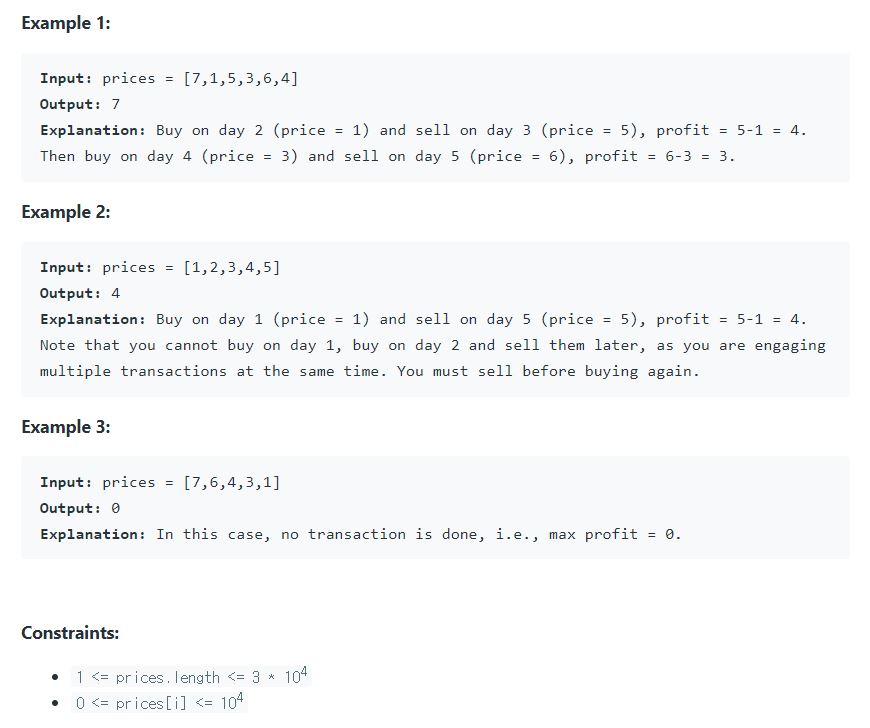 Example 1:
Input: prices = [7,1,5,3,6,4]
Output: 7
Explanation: Buy on day 2 (price = 1) and sell on day 3 (price = 5), profit = 5-1 = 4.
Then buy on day 4 (price = 3) and sell on day 5 (price = 6), profit = 6-3 = 3.
Example 2:
Input: prices = [1,2,3,4,5]
Output: 4
Explanation: Buy on day 1 (price = 1) and sell on day 5 (price = 5), profit = 5-1 = 4.
Note that you cannot buy on day 1, buy on day 2 and sell them later, as you are engaging
multiple transactions at the same time. You must sell before buying again.
Example 3:
Input: prices = [7,6,4,3,1]
Output: 0
Explanation: In this case, no transaction is done, i.e., max profit = 0.
Constraints:
• 1 <= prices.length <= 3 * 10⁴
• 0 <= prices[i] <= 10⁴